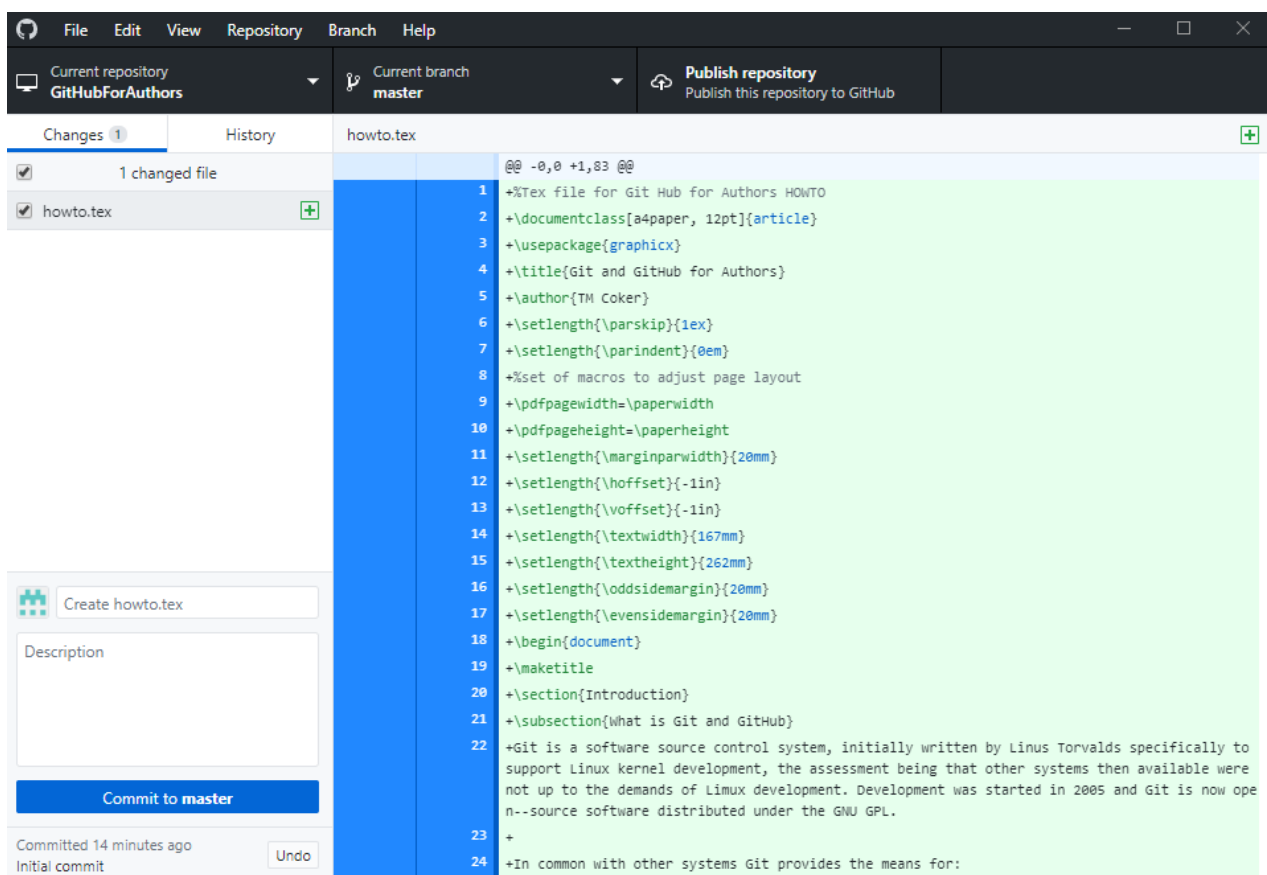 File Edit View Repository Branch Help
Current repository
GitHubForAuthors
Current branch
master
Publish repository
Publish this repository to GitHub
Changes 1 History
howto.tex
1 changed file
howto.tex
@@ -0,0 +1,83 @@
1 +%Tex file for Git Hub for Authors HOWTO
2 +\documentclass[a4paper, 12pt]{article}
3 +\usepackage{graphicx}
4 +\title{Git and GitHub for Authors}
5 +\author{TM Coker}
6 +\setlength{\parskip}{1ex}
7 +\setlength{\parindent}{0em}
8 +%set of macros to adjust page layout
9 +\pdfpagewidth=\paperwidth
10 +\pdfpageheight=\paperheight
11 +\setlength{\marginparwidth}{20mm}
12 +\setlength{\hoffset}{-1in}
13 +\setlength{\voffset}{-1in}
14 +\setlength{\textwidth}{167mm}
15 +\setlength{\textheight}{262mm}
16 +\setlength{\oddsidemargin}{20mm}
17 +\setlength{\evensidemargin}{20mm}
18 +\begin{document}
19 +\maketitle
20 +\section{Introduction}
21 +\subsection{What is Git and GitHub}
22 +Git is a software source control system, initially written by Linus Torvalds specifically to
support Linux kernel development, the assessment being that other systems then available were
not up to the demands of Limux development. Development was started in 2005 and Git is now ope
n--source software distributed under the GNU GPL.
23 +
24 +In common with other systems Git provides the means for:
Create howto.tex
Description
Commit to master
Committed 14 minutes ago
Initial commit
Undo